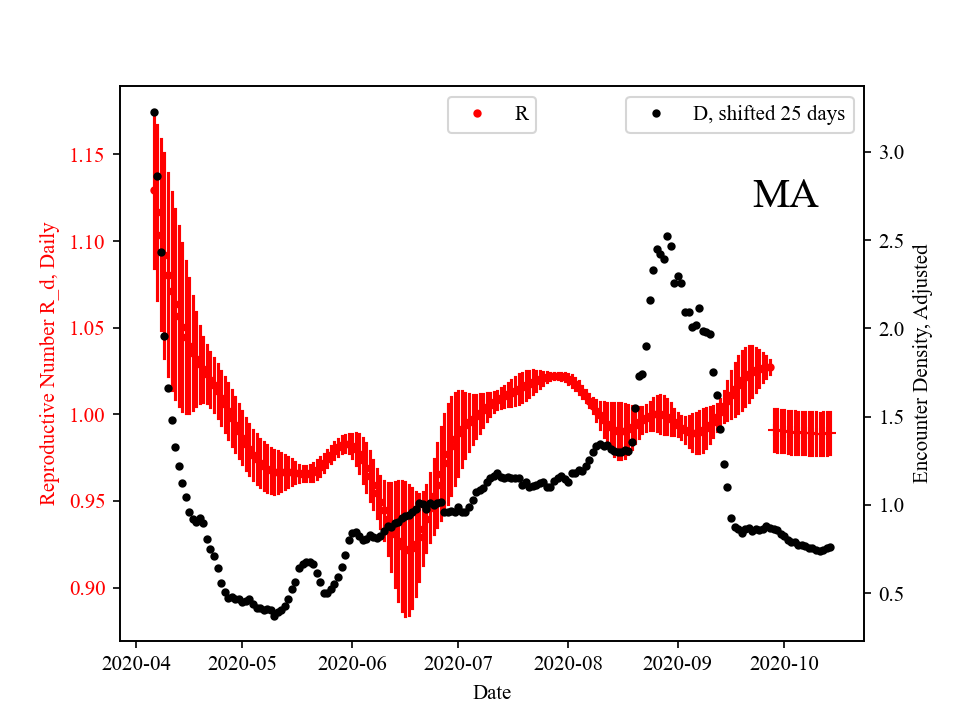 R
D, shifted 25 days
MA
Reproductive Number R_d, Daily
1.15
1.10
1.05
1.00
0.95
0.90
3.0
2.5
2.0
1.5
1.0
0.5
Encounter Density, Adjusted
2020-04 2020-05 2020-06 2020-07 2020-08 2020-09 2020-10
Date